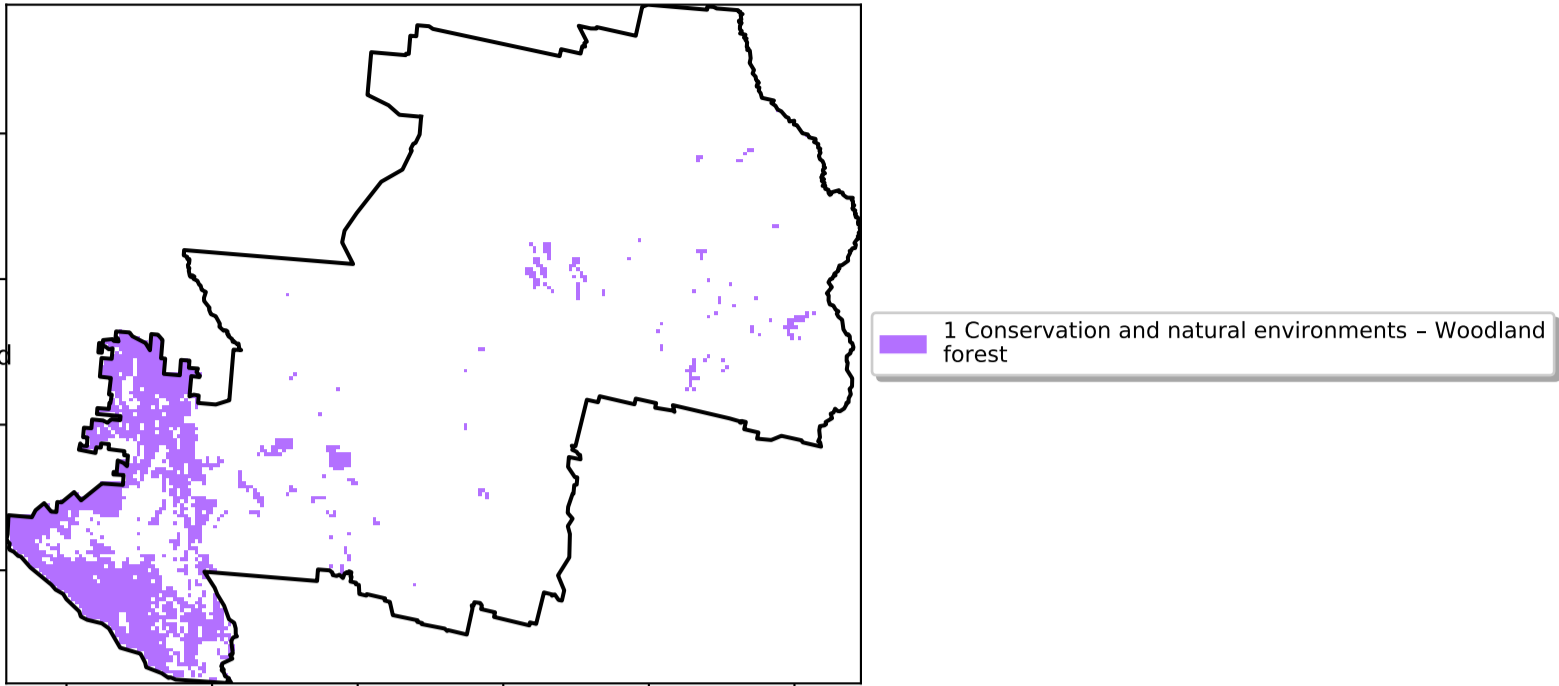 d
1 Conservation and natural environments – Woodland
forest